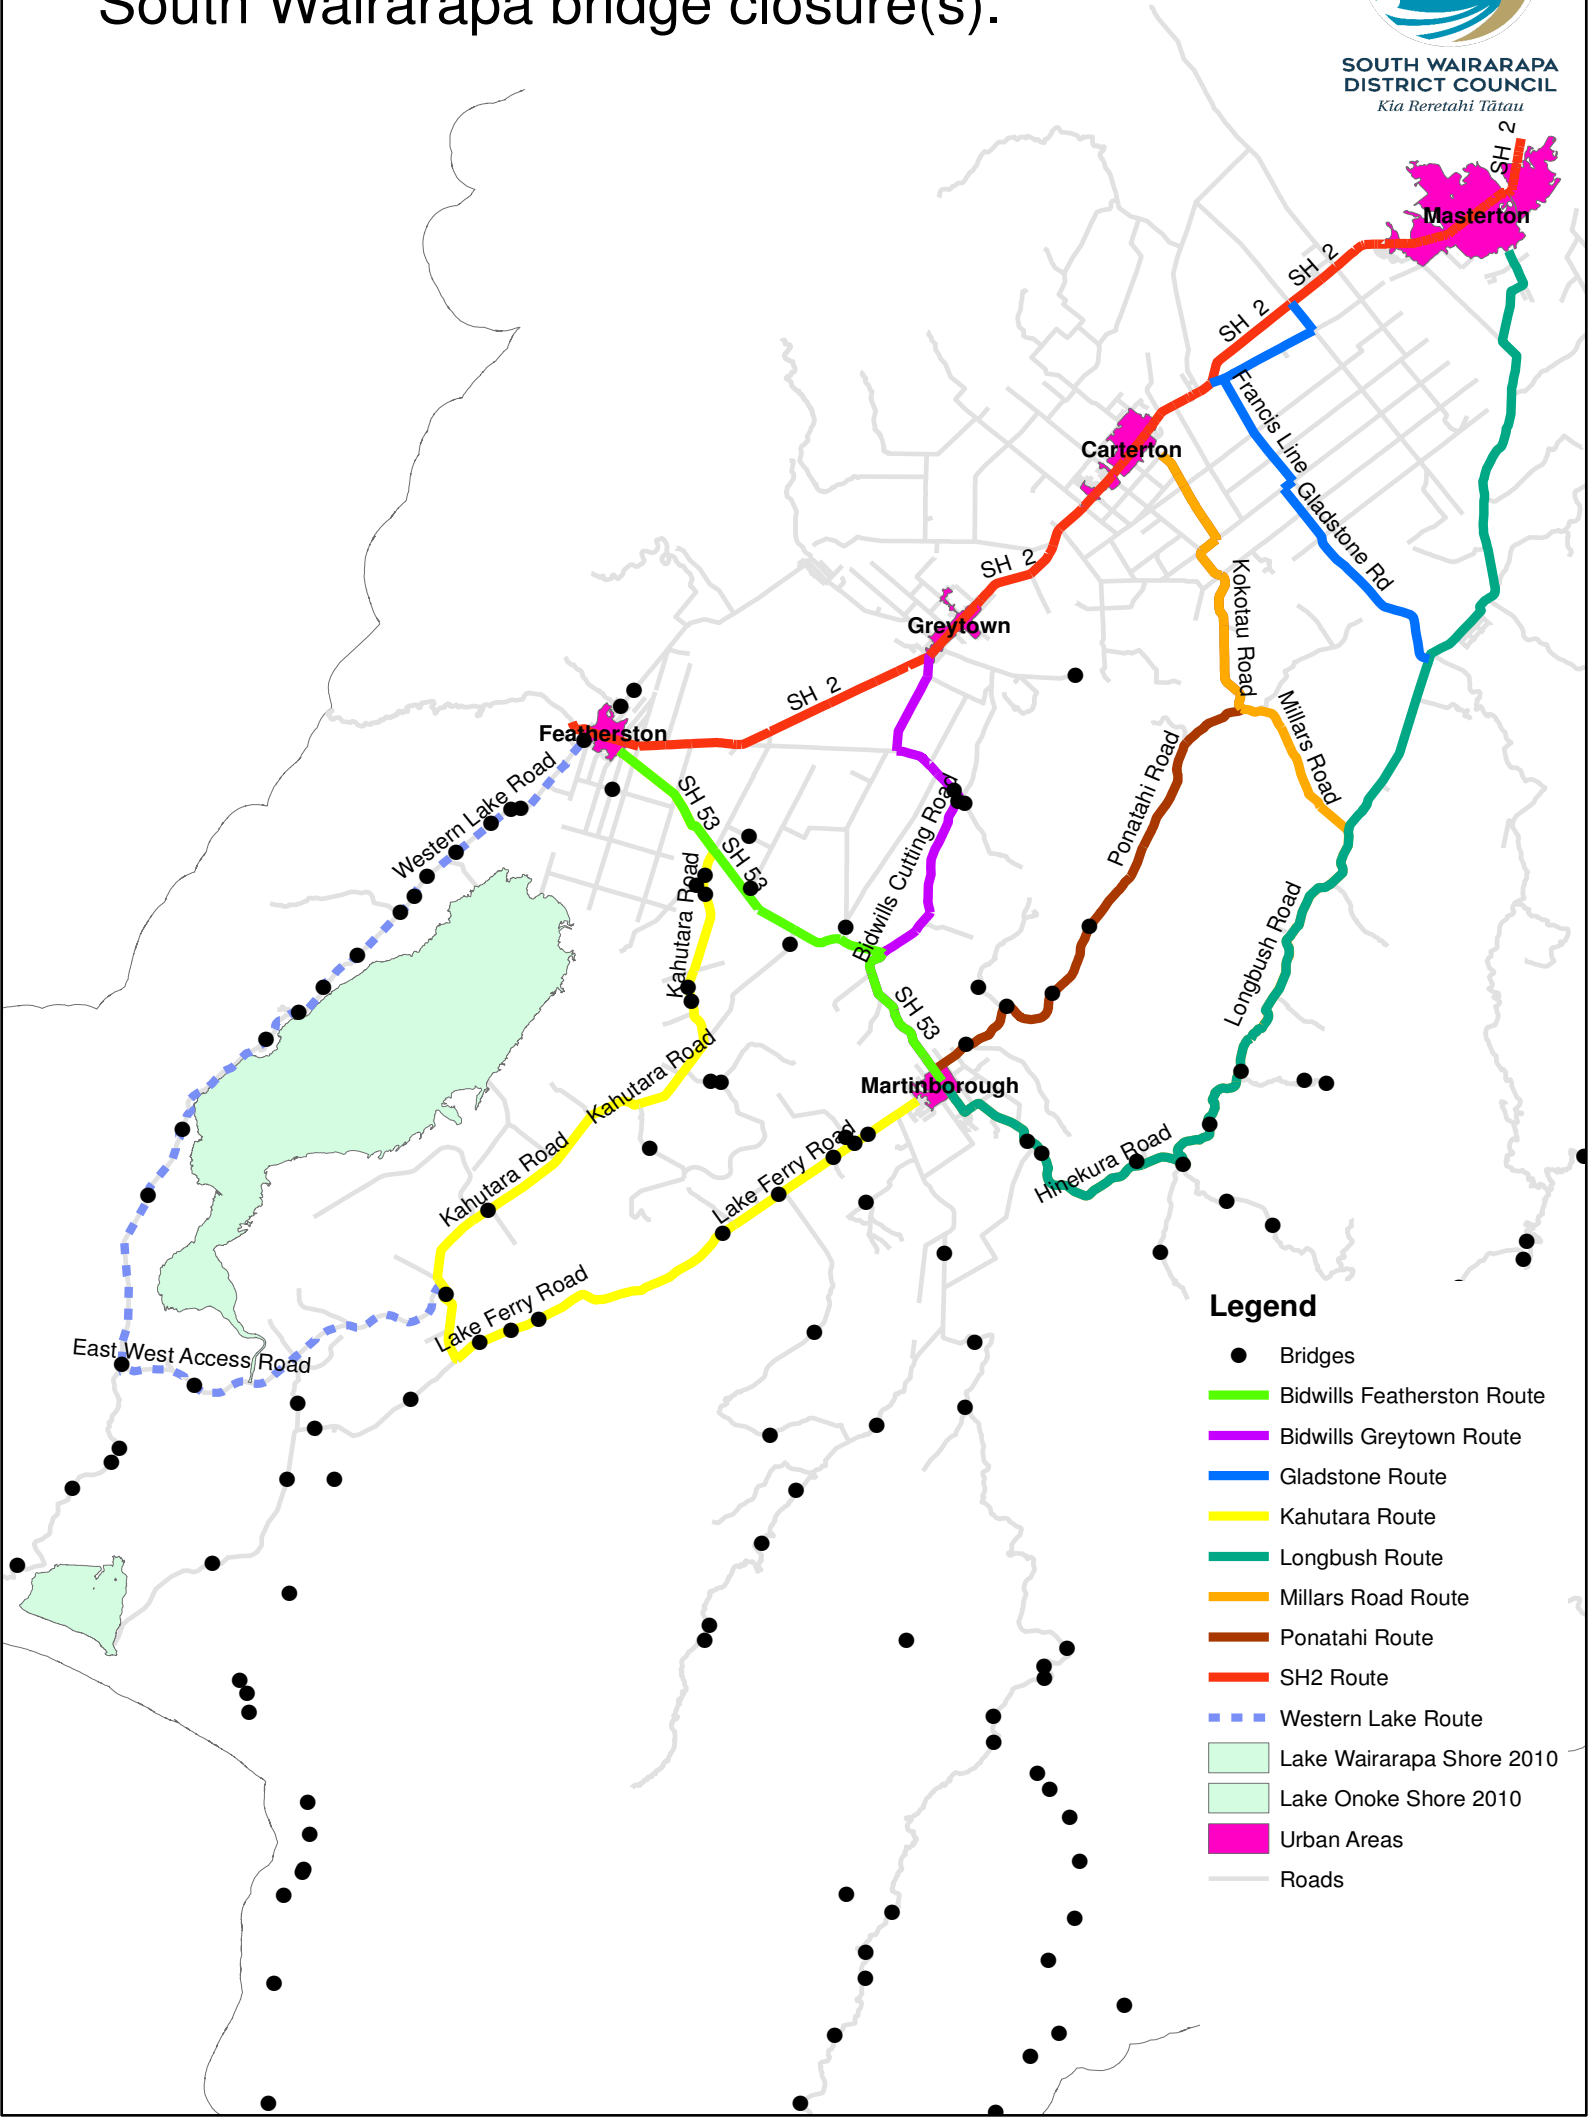 South Wairarapa bridge closure(s).
SOUTH WAIRARAPA
DISTRICT COUNCIL
Kia Reretahi Tātau
SH 2
Masterton
SH 2
SH 2
Francis Line
Carterton
Gladstone Rd
SH 2
Kokotau Road
Greytown
SH 2
Millars Road
Featherston
Western Lake Road
SH 53
Ponatahi Road
SH 53
Bidwills Cutting Road
Kahutara Road
Longbush Road
SH 53
Kahutara Road
Martinborough
Kahutara Road
Lake Ferry Road
Hinekura Road
Lake Ferry Road
East West Access Road
Legend
Bridges
Bidwills Featherston Route
Bidwills Greytown Route
Gladstone Route
Kahutara Route
Longbush Route
Millars Road Route
Ponatahi Route
SH2 Route
Western Lake Route
Lake Wairarapa Shore 2010
Lake Onoke Shore 2010
Urban Areas
Roads